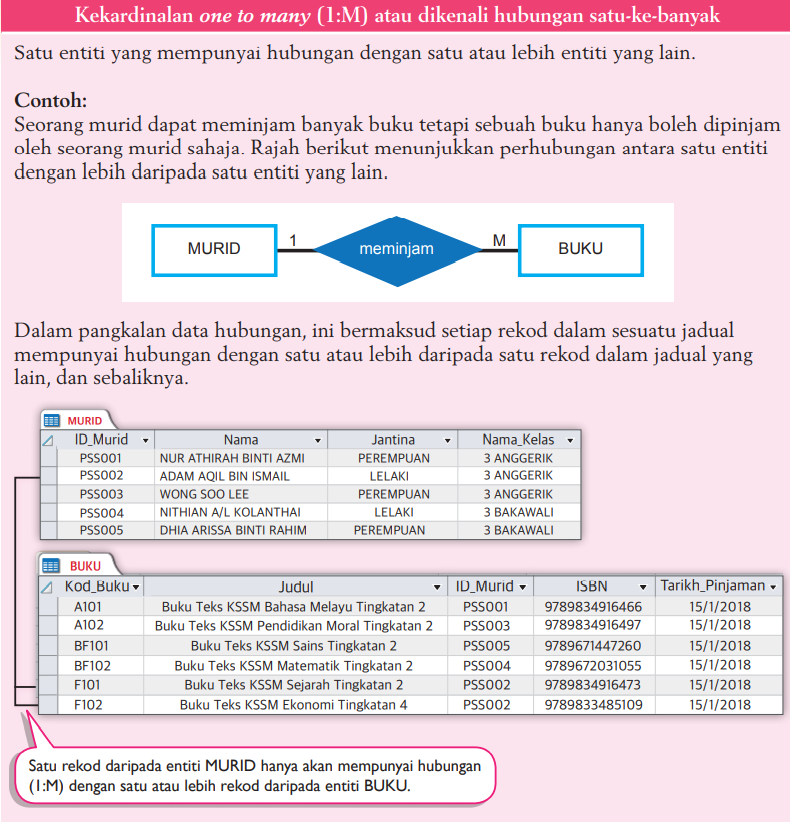 Kekardinalan one to many (1:M) atau dikenali hubungan satu-ke-banyak
Satu entiti yang mempunyai hubungan dengan satu atau lebih entiti yang lain.
Contoh:
Seorang murid dapat meminjam banyak buku tetapi sebuah buku hanya boleh dipinjam
oleh seorang murid sahaja. Rajah berikut menunjukkan perhubungan antara satu entiti
dengan lebih daripada satu entiti yang lain.
MURID 1 meminjam M BUKU
Dalam pangkalan data hubungan, ini bermaksud setiap rekod dalam sesuatu jadual
mempunyai hubungan dengan satu atau lebih daripada satu rekod dalam jadual yang
lain, dan sebaliknya.
MURID
ID_Murid Nama Jantina Nama_Kelas
PSS001 NUR ATHIRAH BINTI AZMI PEREMPUAN 3 ANGGERIK
PSS002 ADAM AQIL BIN ISMAIL LELAKI 3 ANGGERIK
PSS003 WONG SOO LEE PEREMPUAN 3 ANGGERIK
PSS004 NITHIAN A/L KOLANTHAI LELAKI 3 BAKAWALI
PSS005 DHIA ARISSA BINTI RAHIM PEREMPUAN 3 BAKAWALI
BUKU
Kod_Buku Judul ID_Murid ISBN Tarikh_Pinjaman
A101 Buku Teks KSSM Bahasa Melayu Tingkatan 2 PSS001 9789834916466 15/1/2018
A102 Buku Teks KSSM Pendidikan Moral Tingkatan 2 PSS003 9789834916497 15/1/2018
BF101 Buku Teks KSSM Sains Tingkatan 2 PSS005 9789671447260 15/1/2018
BF102 Buku Teks KSSM Matematik Tingkatan 2 PSS004 9789672031055 15/1/2018
F101 Buku Teks KSSM Sejarah Tingkatan 2 PSS002 9789834916473 15/1/2018
F102 Buku Teks KSSM Ekonomi Tingkatan 4 PSS002 9789833485109 15/1/2018
Satu rekod daripada entiti MURID hanya akan mempunyai hubungan
(1:M) dengan satu atau lebih rekod daripada entiti BUKU.